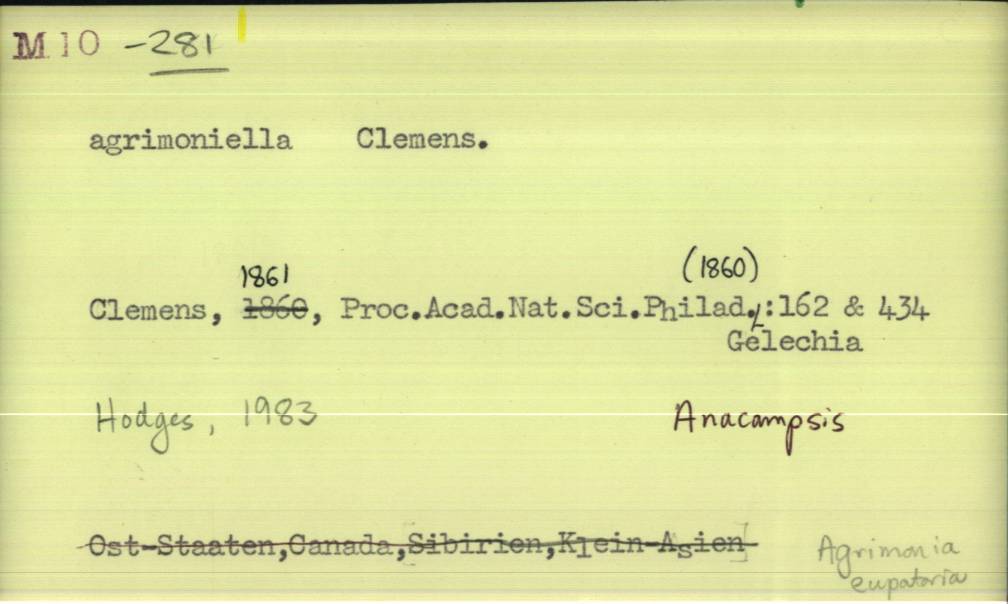 M 10 -281
agrimoniella Clemens.
1861 (1860)
Clemens, 1860, Proc.Acad.Nat.Sci.Philad.:162 & 434
Gelechia
Hodges, 1983 Anacampsis
Ost-Staaten,Canada,[Sibirien,Klein-Asien]
Agrimonia
eupatoria